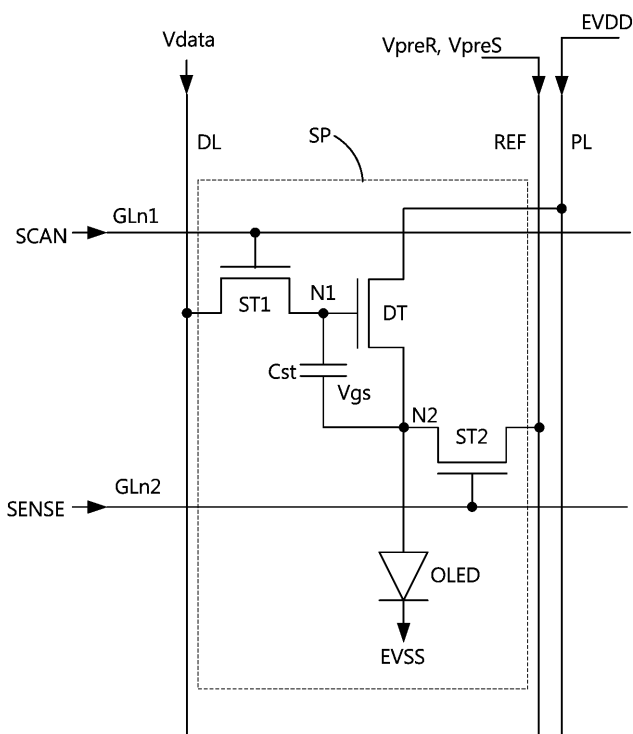 EVDD
Vdata
VpreR, VpreS
SP
DL
REF
PL
GLn1
SCAN
N1
ST1
DT
Cst
Vgs
N2
ST2
GLn2
SENSE
OLED
EVSS